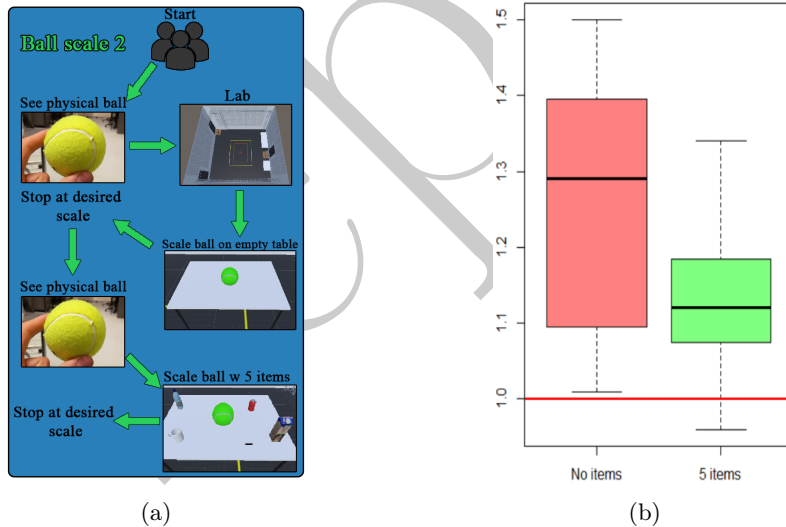 Start
Ball scale 2
See physical ball
Lab
Stop at desired
scale
Scale ball on empty table
See physical ball
Scale ball w 5 items
Stop at desired
scale
(a)
1.5
1.4
1.3
1.2
1.1
1.0
No items
5 items
(b)